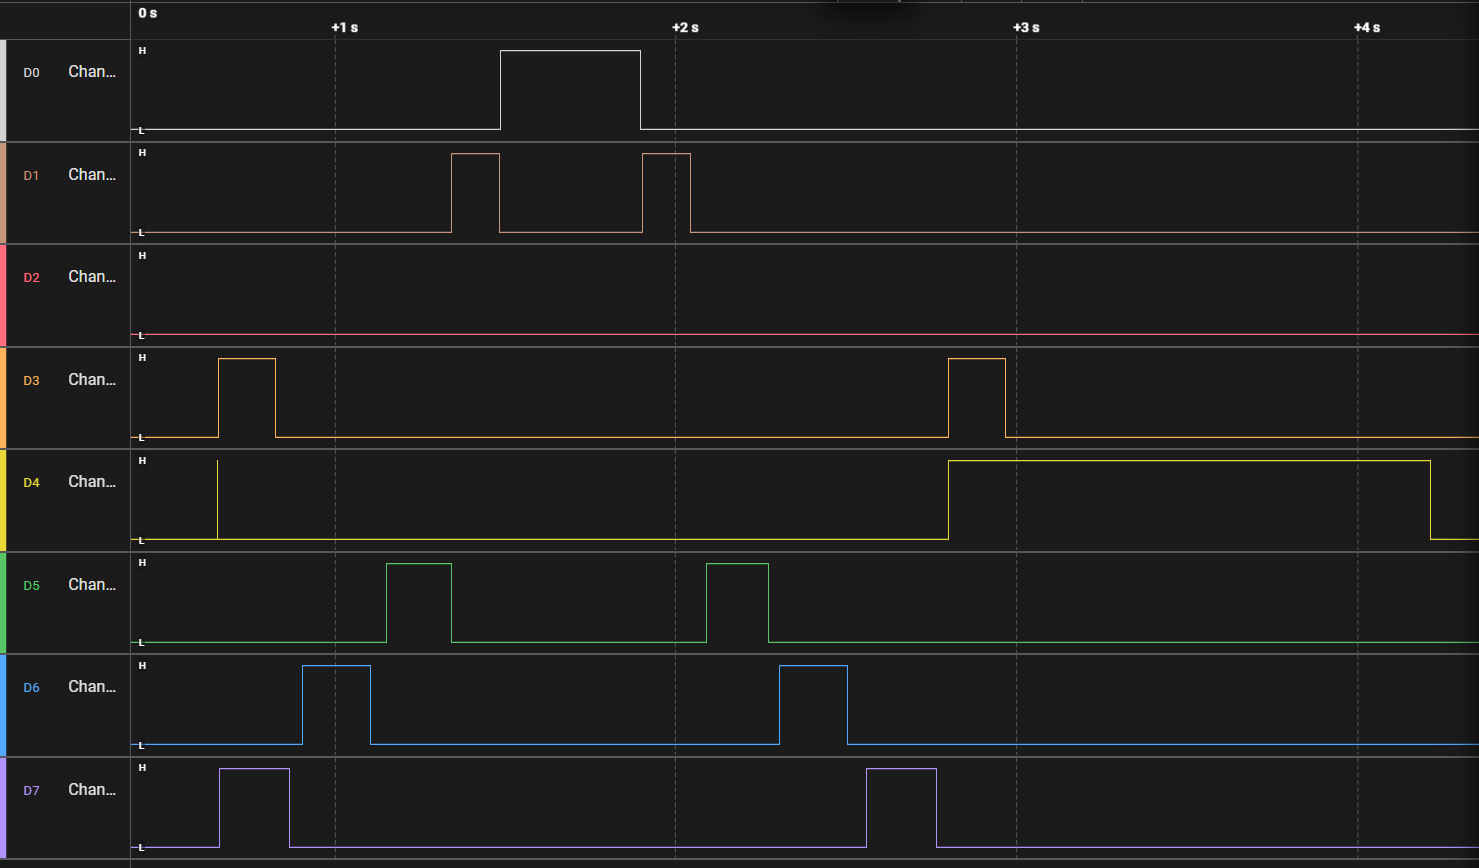 0 s
+1 s +2 s +3 s +4 s
H
D0 Chan...
L
H
D1 Chan...
L
H
D2 Chan...
L
H
D3 Chan...
L
H
D4 Chan...
L
H
D5 Chan...
L
H
D6 Chan...
L
H
D7 Chan...
L